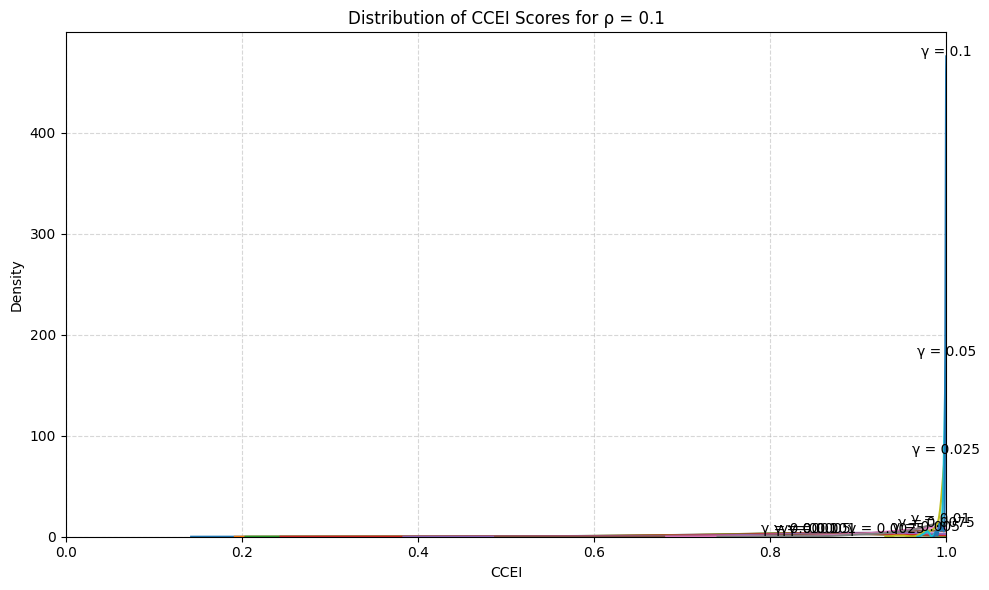 Distribution of CCEI Scores for ρ = 0.1
γ = 0.1
400
300
γ = 0.05
200
γ = 0.025
100
γ = 0.01
0
0.0
0.2
0.4
0.6
0.8
1.0
Density
CCEI